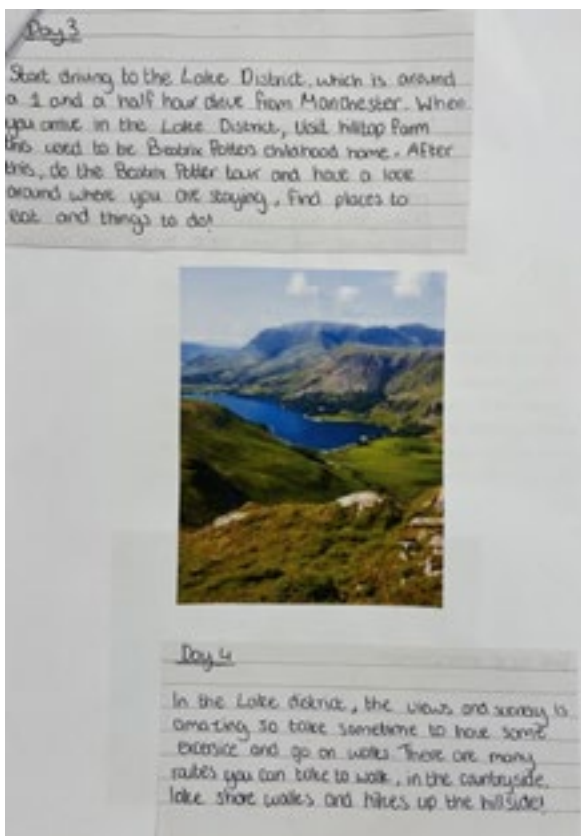 Day 3
Start driving to the Lake District, which is around
a 1 and a half hour drive from Manchester. When
you arrive in the Lake District, visit hilltop farm
this used to be Beatrix Potters childhood home. After
this, do the Beatrix Potter tour and have a look
around where you are staying, find places to
eat and things to do!
Day 4
In the Lake district, the views and is
amazing so take sometime to have some
and go on walks There are many
routes you can take to walk, in the countryside,
lake shore walks and hikes up the hillside!